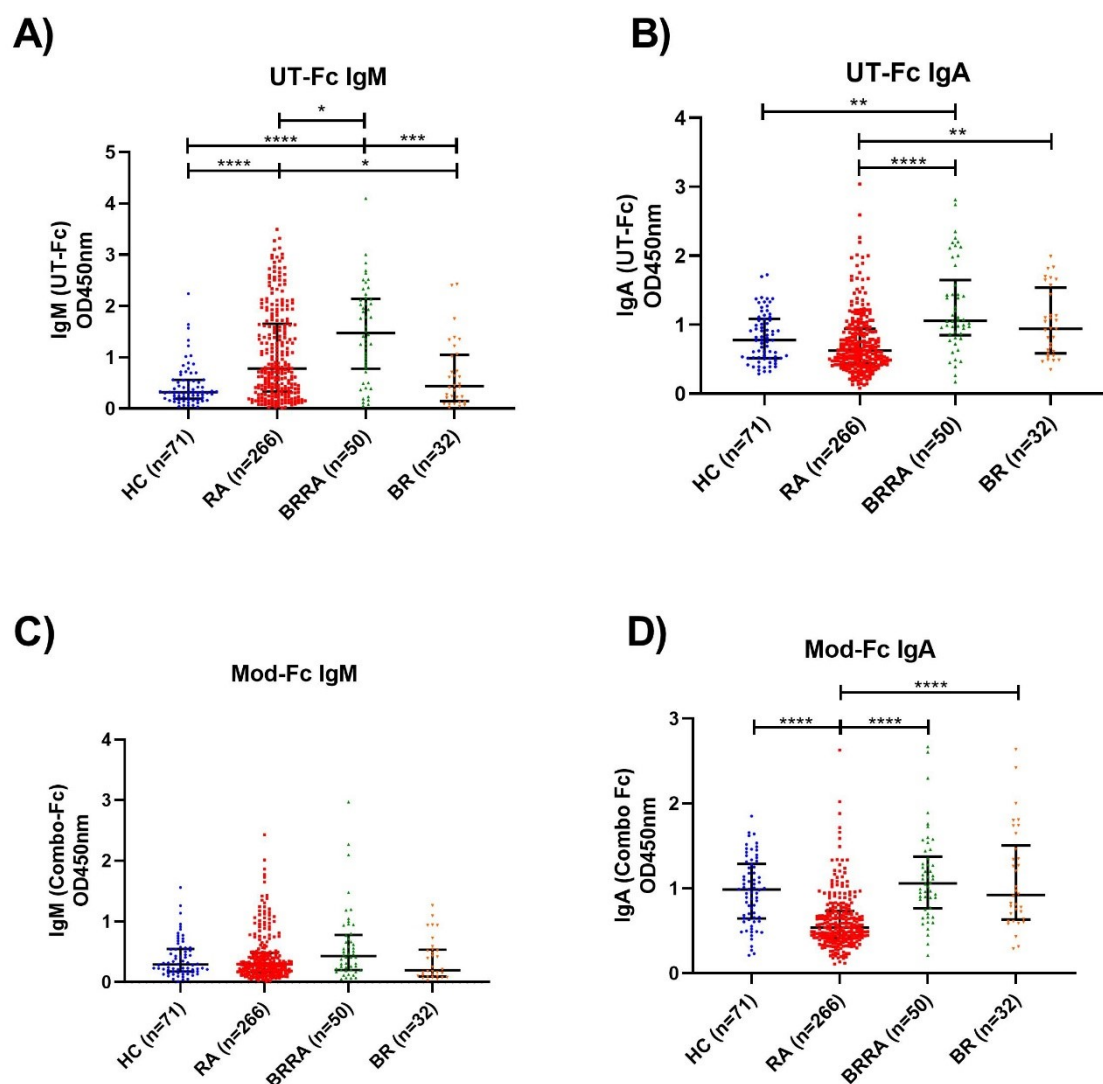 A)
UT-Fc IgM
*
**** ***
**** *
5
4
3
2
1
0
IgM (UT-Fc)
OD450nm
HC (n=71)
RA (n=266)
BRRA (n=50)
BR (n=32)
B)
UT-Fc IgA
**
**
****
4
3
2
1
0
IgA (UT-Fc)
OD450nm
HC (n=71)
RA (n=266)
BRRA (n=50)
BR (n=32)
C)
Mod-Fc IgM
4
3
2
1
0
IgM (Combo-Fc)
OD450nm
HC (n=71)
RA (n=266)
BRRA (n=50)
BR (n=32)
D)
Mod-Fc IgA
****
**** ****
3
2
1
0
IgA (Combo Fc)
OD450nm
HC (n=71)
RA (n=266)
BRRA (n=50)
BR (n=32)